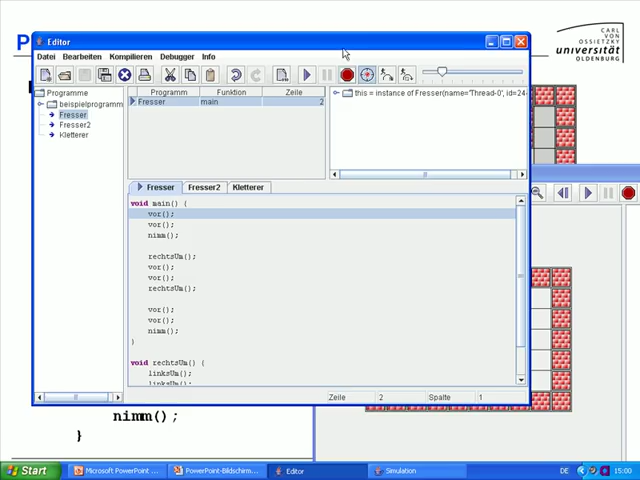 P
CARL
VON
OSSIETZKY
universität
OLDENBURG
Editor
Datei Bearbeiten Kompilieren Debugger Info
Programme
beispielprogramm
Fresser
Fresser2
Kletterer
Programm Funktion Zeile
Fresser main 2
this = instance of Fresser(name='Thread-0', id=24
Fresser Fresser2 Kletterer
void main() {
vor();
vor();
nimm();
rechtsUm();
vor();
vor();
rechtsUm();
vor();
vor();
nimm();
}
void rechtsUm() {
linksUm();
linksUm();
Zeile 2 Spalte 1
nimm();
}
Start Microsoft PowerPoint ... PowerPoint-Bildschirm... Editor Simulation DE 15:00